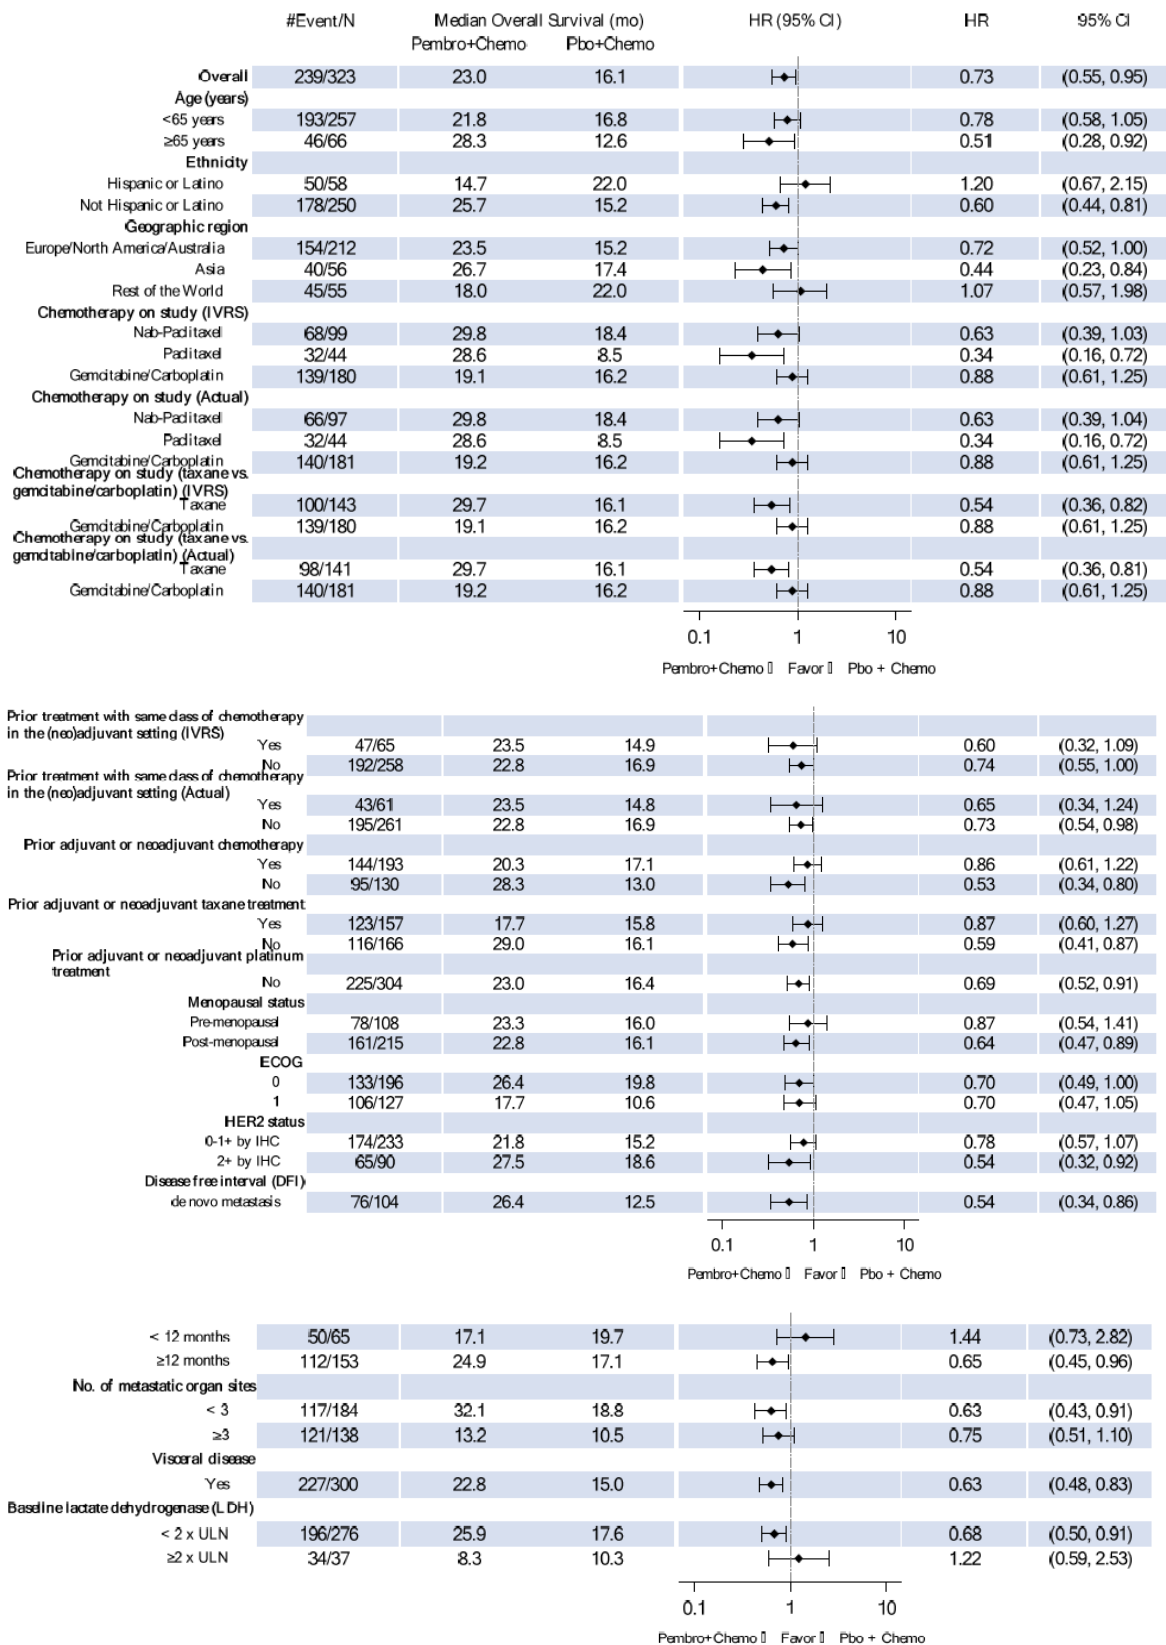 #Event/N Median Overall Survival (mo) HR (95% CI) HR 95% CI
Pembro+Chemo Pbo+Chemo
Overall 239/323 23.0 16.1 0.73 (0.55, 0.95)
Age (years)
<65 years 193/257 21.8 16.8 0.78 (0.58, 1.05)
≥65 years 46/66 28.3 12.6 0.51 (0.28, 0.92)
Ethnicity
Hispanic or Latino 50/58 14.7 22.0 1.20 (0.67, 2.15)
Not Hispanic or Latino 178/250 25.7 15.2 0.60 (0.44, 0.81)
Geographic region
Europe/North America/Australia 154/212 23.5 15.2 0.72 (0.52, 1.00)
Asia 40/56 26.7 17.4 0.44 (0.23, 0.84)
Rest of the World 45/55 18.0 22.0 1.07 (0.57, 1.98)
Chemotherapy on study (IVRS)
Nab-Paclitaxel 68/99 29.8 18.4 0.63 (0.39, 1.03)
Paclitaxel 32/44 28.6 8.5 0.34 (0.16, 0.72)
Gemcitabine/Carboplatin 139/180 19.1 16.2 0.88 (0.61, 1.25)
Chemotherapy on study (Actual)
Nab-Paclitaxel 66/97 29.8 18.4 0.63 (0.39, 1.04)
Paclitaxel 32/44 28.6 8.5 0.34 (0.16, 0.72)
Gemcitabine/Carboplatin 140/181 19.2 16.2 0.88 (0.61, 1.25)
Chemotherapy on study (taxane vs.
gemcitabine/carboplatin) (IVRS)
Taxane 100/143 29.7 16.1 0.54 (0.36, 0.82)
Gemcitabine/Carboplatin 139/180 19.1 16.2 0.88 (0.61, 1.25)
Chemotherapy on study (taxane vs.
gemcitabine/carboplatin) (Actual)
Taxane 98/141 29.7 16.1 0.54 (0.36, 0.81)
Gemcitabine/Carboplatin 140/181 19.2 16.2 0.88 (0.61, 1.25)
0.1 1 10
Pembro+Chemo ▯ Favor ▯ Pbo + Chemo
Prior treatment with same class of chemotherapy
in the (neo)adjuvant setting (IVRS)
Yes 47/65 23.5 14.9 0.60 (0.32, 1.09)
No 192/258 22.8 16.9 0.74 (0.55, 1.00)
Prior treatment with same class of chemotherapy
in the (neo)adjuvant setting (Actual)
Yes 43/61 23.5 14.8 0.65 (0.34, 1.24)
No 195/261 22.8 16.9 0.73 (0.54, 0.98)
Prior adjuvant or neoadjuvant chemotherapy
Yes 144/193 20.3 17.1 0.86 (0.61, 1.22)
No 95/130 28.3 13.0 0.53 (0.34, 0.80)
Prior adjuvant or neoadjuvant taxane treatment
Yes 123/157 17.7 15.8 0.87 (0.60, 1.27)
No 116/166 29.0 16.1 0.59 (0.41, 0.87)
Prior adjuvant or neoadjuvant platinum
treatment
No 225/304 23.0 16.4 0.69 (0.52, 0.91)
Menopausal status
Pre-menopausal 78/108 23.3 16.0 0.87 (0.54, 1.41)
Post-menopausal 161/215 22.8 16.1 0.64 (0.47, 0.89)
ECOG
0 133/196 26.4 19.8 0.70 (0.49, 1.00)
1 106/127 17.7 10.6 0.70 (0.47, 1.05)
HER2 status
0-1+ by IHC 174/233 21.8 15.2 0.78 (0.57, 1.07)
2+ by IHC 65/90 27.5 18.6 0.54 (0.32, 0.92)
Disease free interval (DFI)
de novo metastasis 76/104 26.4 12.5 0.54 (0.34, 0.86)
0.1 1 10
Pembro+Chemo ▯ Favor ▯ Pbo + Chemo
< 12 months 50/65 17.1 19.7 1.44 (0.73, 2.82)
≥12 months 112/153 24.9 17.1 0.65 (0.45, 0.96)
No. of metastatic organ sites
< 3 117/184 32.1 18.8 0.63 (0.43, 0.91)
≥3 121/138 13.2 10.5 0.75 (0.51, 1.10)
Visceral disease
Yes 227/300 22.8 15.0 0.63 (0.48, 0.83)
Baseline lactate dehydrogenase (LDH)
< 2 x ULN 196/276 25.9 17.6 0.68 (0.50, 0.91)
≥2 x ULN 34/37 8.3 10.3 1.22 (0.59, 2.53)
0.1 1 10
Pembro+Chemo ▯ Favor ▯ Pbo + Chemo